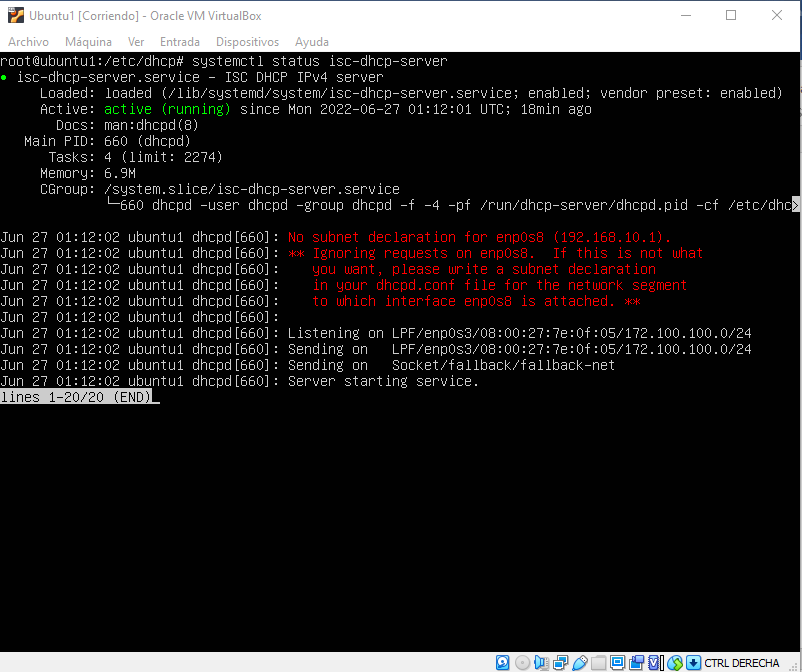 Ubuntu1 [Corriendo] - Oracle VM VirtualBox
Archivo Máquina Ver Entrada Dispositivos Ayuda
root@ubuntu1:/etc/dhcp# systemctl status isc-dhcp-server
● isc-dhcp-server.service - ISC DHCP IPv4 server
Loaded: loaded (/lib/systemd/system/isc-dhcp-server.service; enabled; vendor preset: enabled)
Active: active (running) since Mon 2022-06-27 01:12:01 UTC; 18min ago
Docs: man:dhcpd(8)
Main PID: 660 (dhcpd)
Tasks: 4 (limit: 2274)
Memory: 6.9M
CGroup: /system.slice/isc-dhcp-server.service
└─660 dhcpd -user dhcpd -group dhcpd -f -4 -pf /run/dhcp-server/dhcpd.pid -cf /etc/dhc>
Jun 27 01:12:02 ubuntu1 dhcpd[660]: No subnet declaration for enp0s8 (192.168.10.1).
Jun 27 01:12:02 ubuntu1 dhcpd[660]: ** Ignoring requests on enp0s8.  If this is not what
Jun 27 01:12:02 ubuntu1 dhcpd[660]:    you want, please write a subnet declaration
Jun 27 01:12:02 ubuntu1 dhcpd[660]:    in your dhcpd.conf file for the network segment
Jun 27 01:12:02 ubuntu1 dhcpd[660]:    to which interface enp0s8 is attached. **
Jun 27 01:12:02 ubuntu1 dhcpd[660]:
Jun 27 01:12:02 ubuntu1 dhcpd[660]: Listening on LPF/enp0s3/08:00:27:7e:0f:05/172.100.100.0/24
Jun 27 01:12:02 ubuntu1 dhcpd[660]: Sending on   LPF/enp0s3/08:00:27:7e:0f:05/172.100.100.0/24
Jun 27 01:12:02 ubuntu1 dhcpd[660]: Sending on   Socket/fallback/fallback-net
Jun 27 01:12:02 ubuntu1 dhcpd[660]: Server starting service.
lines 1-20/20 (END)
CTRL DERECHA